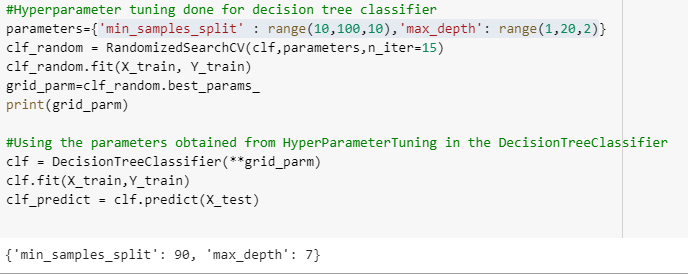 #Hyperparameter tuning done for decision tree classifier
parameters={'min_samples_split' : range(10,100,10),'max_depth': range(1,20,2)}
clf_random = RandomizedSearchCV(clf,parameters,n_iter=15)
clf_random.fit(X_train, Y_train)
grid_parm=clf_random.best_params_
print(grid_parm)
#Using the parameters obtained from HyperParameterTuning in the DecisionTreeClassifier
clf = DecisionTreeClassifier(**grid_parm)
clf.fit(X_train,Y_train)
clf_predict = clf.predict(X_test)
{'min_samples_split': 90, 'max_depth': 7}